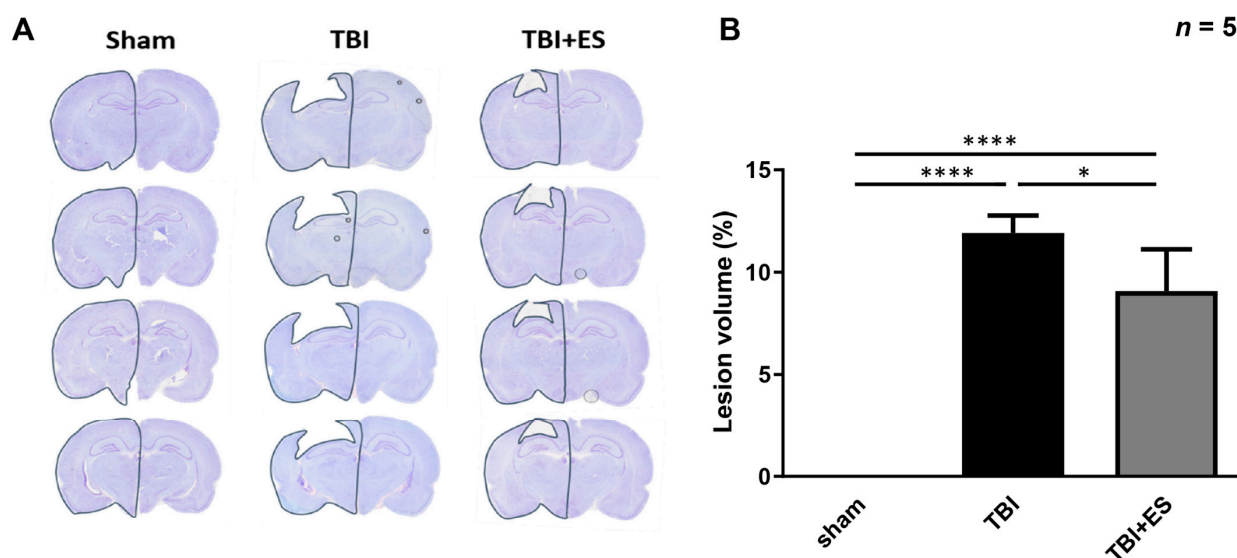 A
Sham TBI TBI+ES
B
n = 5
****
**** *
15
10
5
0
Lesion volume (%)
sham TBI TBI+ES